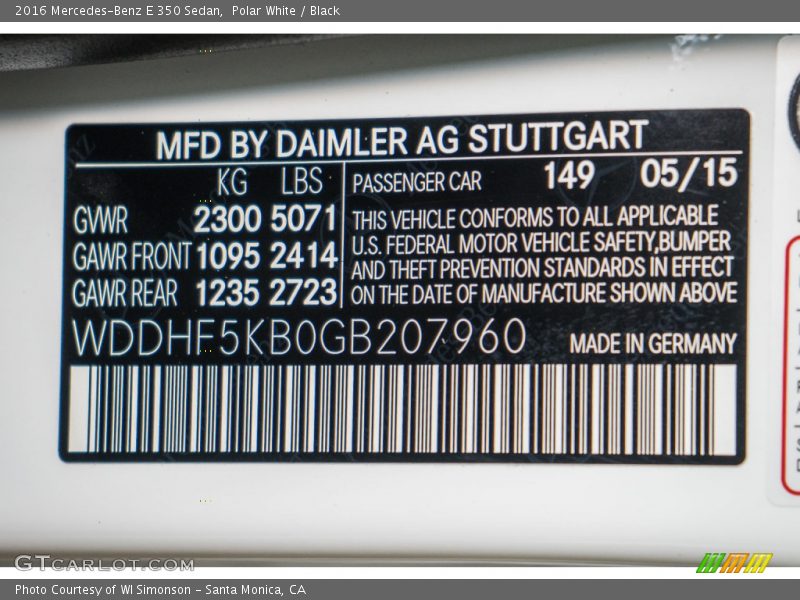 2016 Mercedes-Benz E 350 Sedan, Polar White / Black
MFD BY DAIMLER AG STUTTGART
KG LBS
GVWR 2300 5071
GAWR FRONT 1095 2414
GAWR REAR 1235 2723
PASSENGER CAR 149 05/15
THIS VEHICLE CONFORMS TO ALL APPLICABLE
U.S. FEDERAL MOTOR VEHICLE SAFETY,BUMPER
AND THEFT PREVENTION STANDARDS IN EFFECT
ON THE DATE OF MANUFACTURE SHOWN ABOVE
WDDHF5KB0GB207960
MADE IN GERMANY
GTCARLOT.COM
Photo Courtesy of WI Simonson - Santa Monica, CA